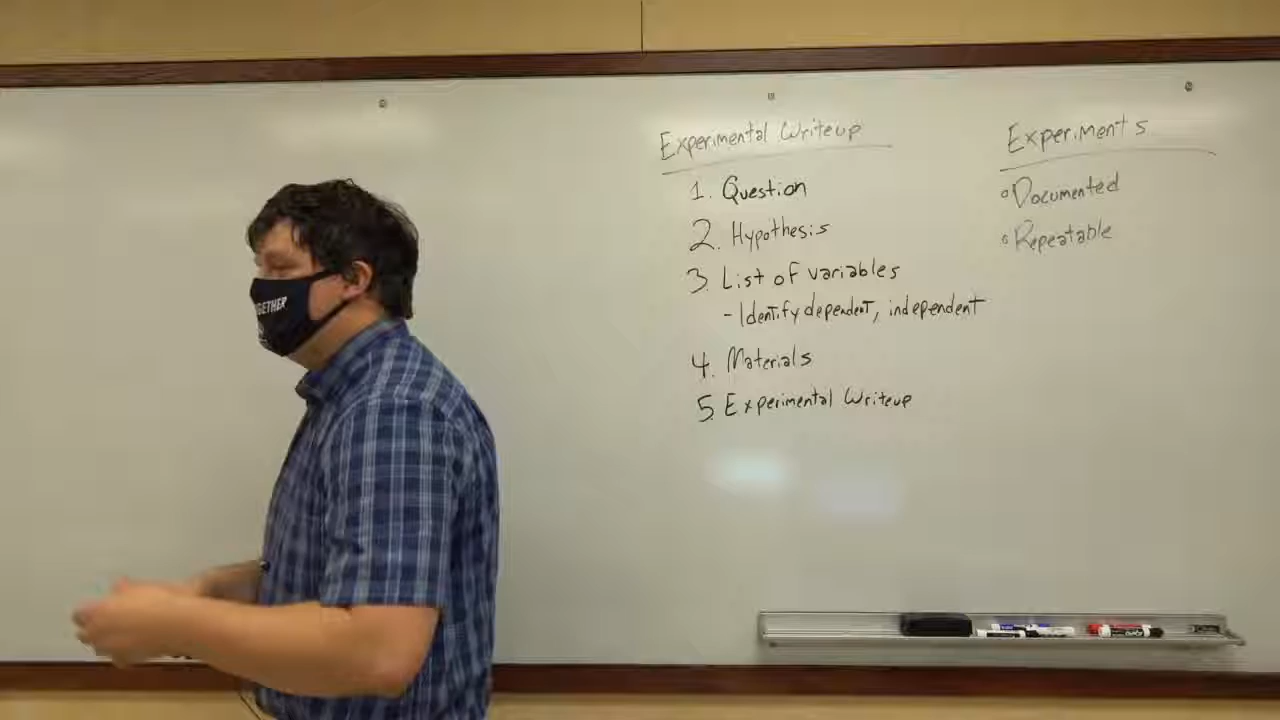 Experimental Writeup
1. Question
2. Hypothesis
3. List of variables
- Identify dependent, independent
4. Materials
5. Experimental Writeup
Experiments
Documented
Repeatable